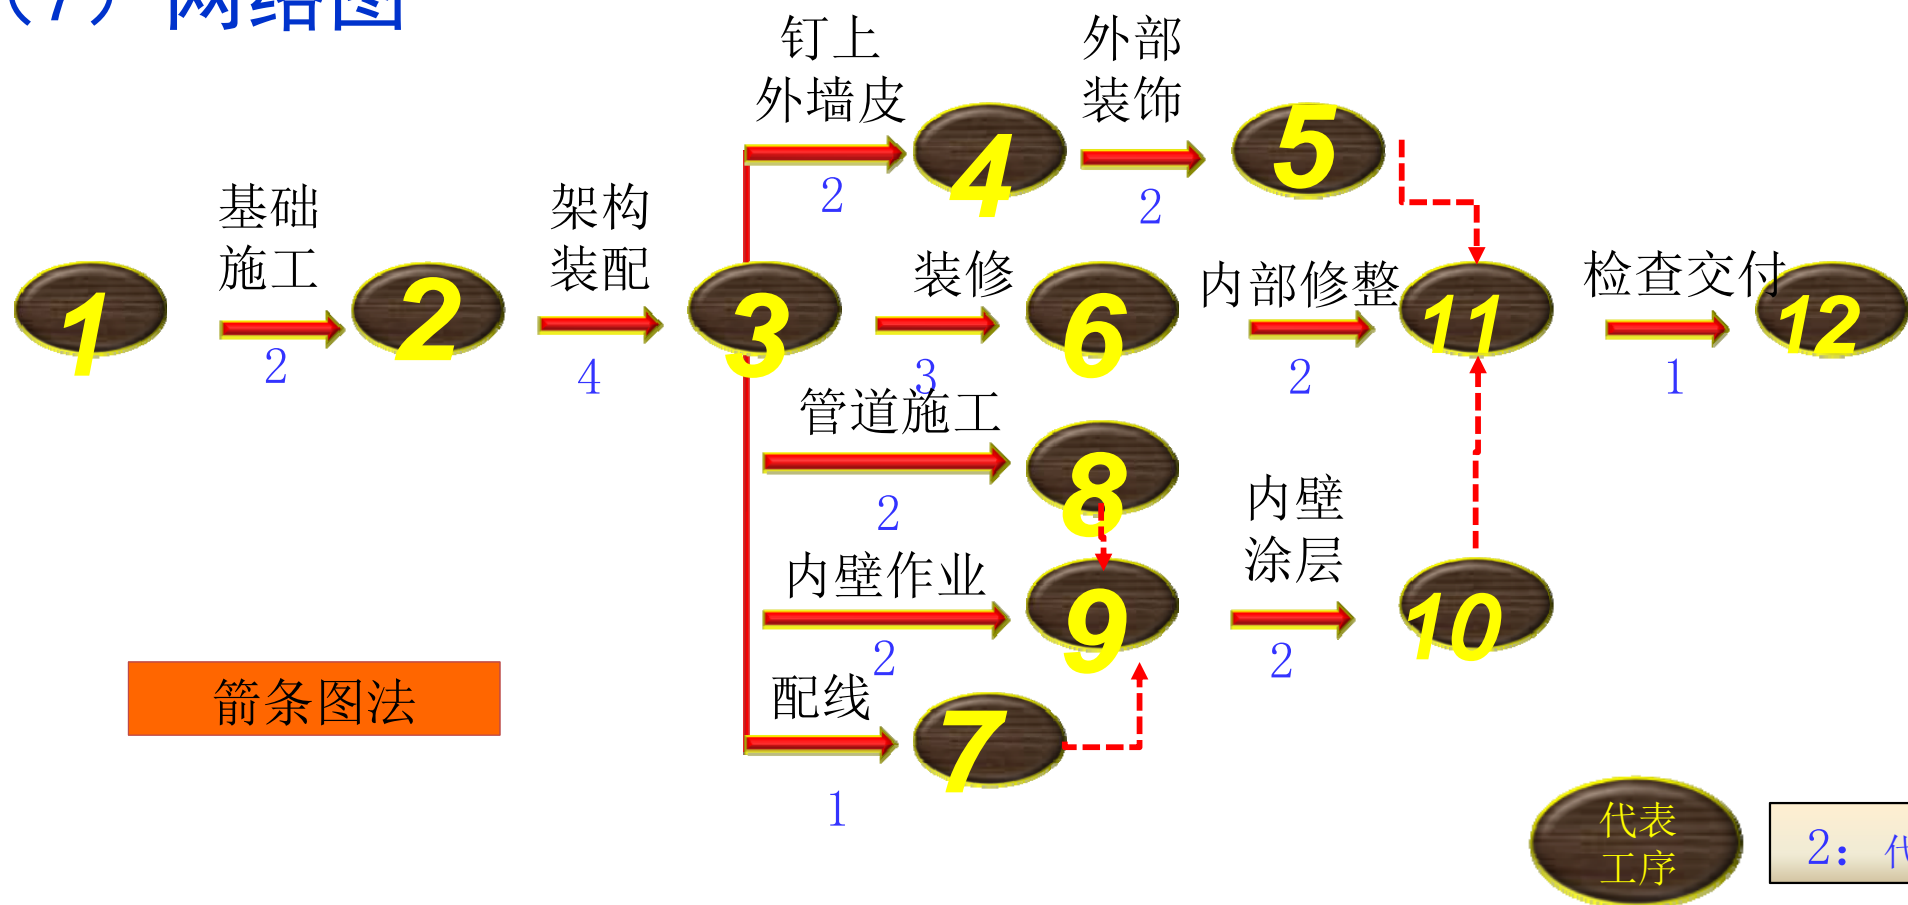 （7）网络图
钉上
外墙皮
外部
装饰
4
5
2
2
基础
施工
架构
装配
装修
内部修整
检查交付
1
2
3
6
11
12
2
4
3
2
1
管道施工
8
2
内壁
涂层
内壁作业
9
10
2
2
配线
7
1
箭条图法
代表
工序
2：代